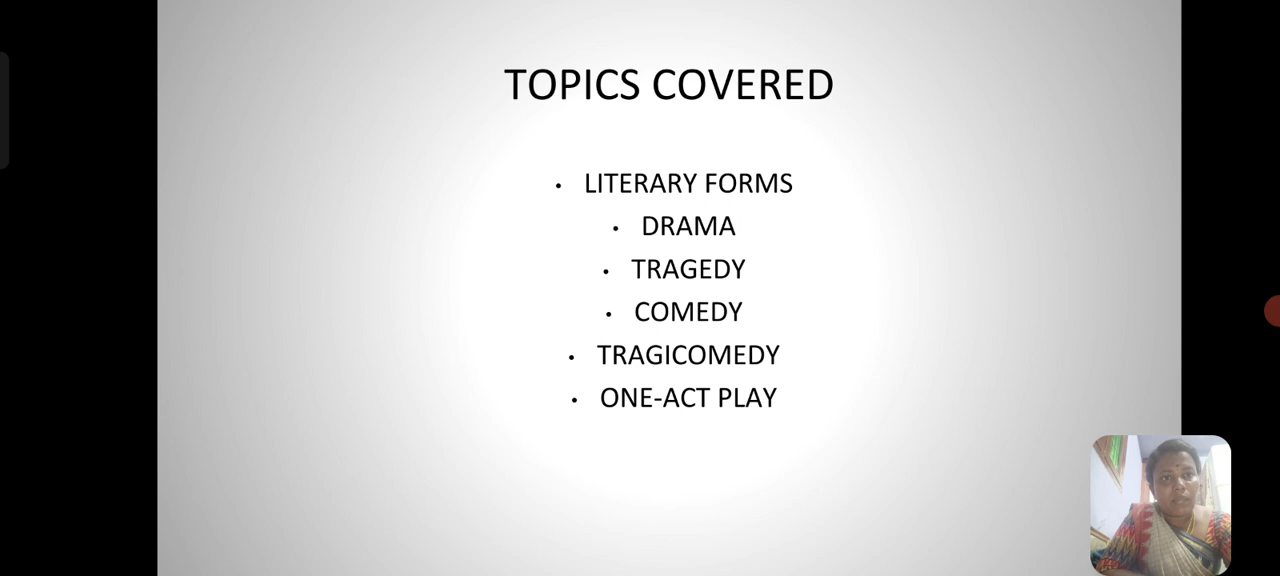 TOPICS COVERED
• LITERARY FORMS
• DRAMA
• TRAGEDY
• COMEDY
• TRAGICOMEDY
• ONE-ACT PLAY